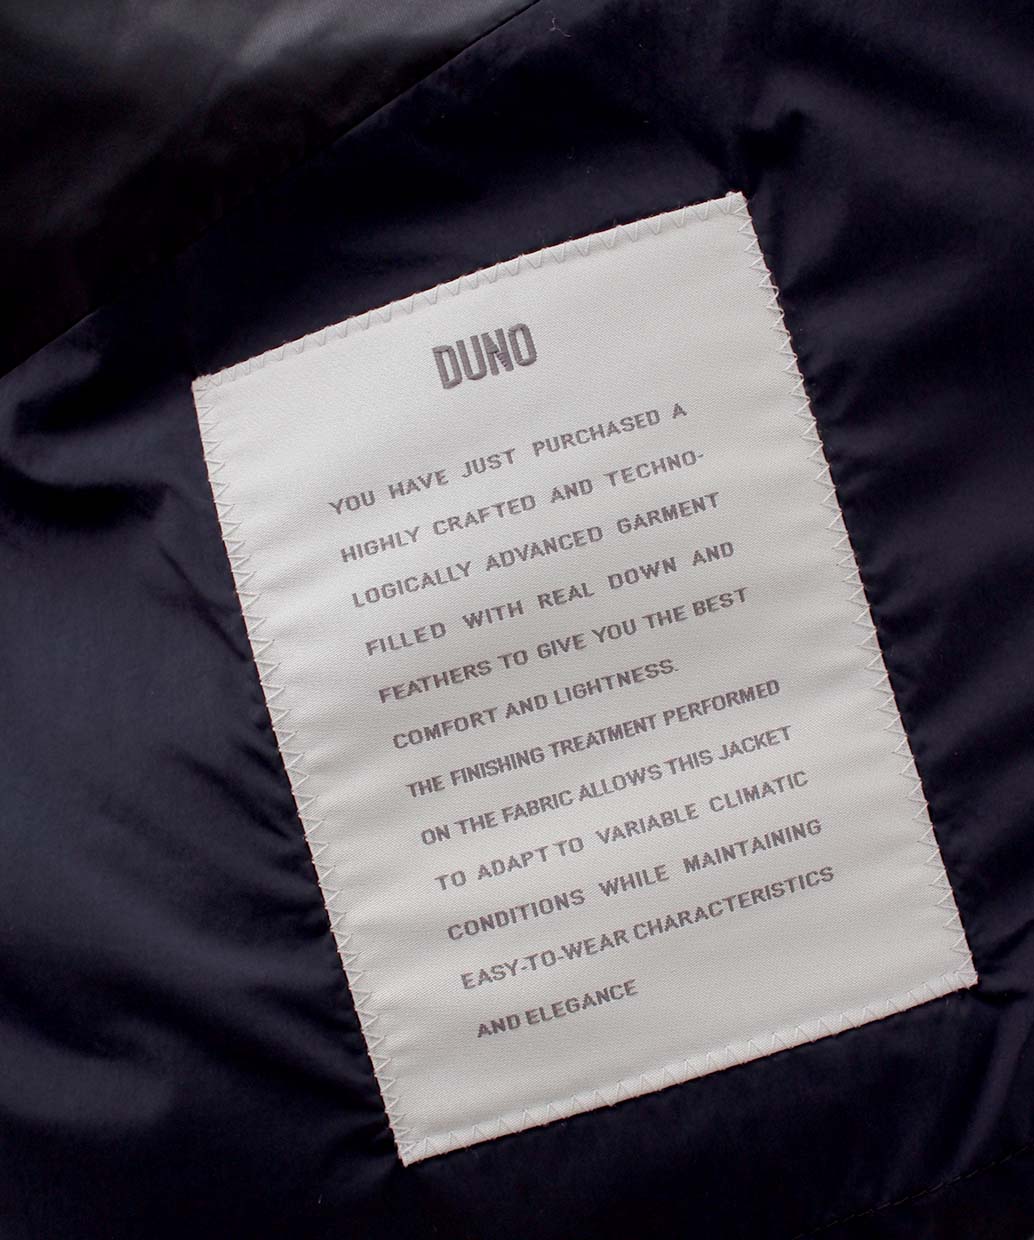 DUNO
YOU HAVE JUST PURCHASED A
HIGHLY CRAFTED AND TECHNO-
LOGICALLY ADVANCED GARMENT
FILLED WITH REAL DOWN AND
FEATHERS TO GIVE YOU THE BEST
COMFORT AND LIGHTNESS.
THE FINISHING TREATMENT PERFORMED
ON THE FABRIC ALLOWS THIS JACKET
TO ADAPT TO VARIABLE CLIMATIC
CONDITIONS WHILE MAINTAINING
EASY-TO-WEAR CHARACTERISTICS
AND ELEGANCE